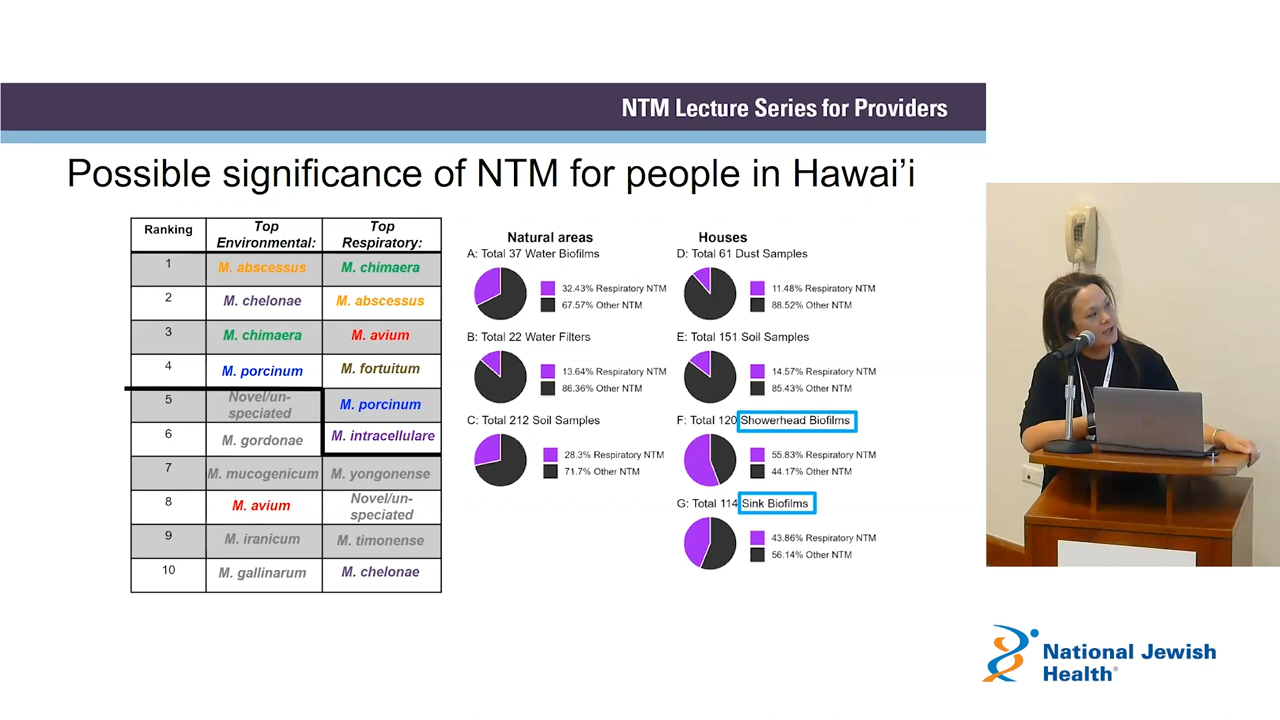 NTM Lecture Series for Providers
Possible significance of NTM for people in Hawai’i
Ranking
Top
Environmental:
Top
Respiratory:
1
M. abscessus
M. chimaera
2
M. chelonae
M. abscessus
3
M. chimaera
M. avium
4
M. porcinum
M. fortuitum
5
Novel/un-
speciated
M. porcinum
6
M. gordonae
M. intracellulare
7
M. mucogenicum
M. yongonense
8
M. avium
Novel/un-
speciated
9
M. iranicum
M. timonense
10
M. gallinarum
M. chelonae
Natural areas
A: Total 37 Water Biofilms
32.43% Respiratory NTM
67.57% Other NTM
B: Total 22 Water Filters
13.64% Respiratory NTM
86.36% Other NTM
C: Total 212 Soil Samples
28.3% Respiratory NTM
71.7% Other NTM
Houses
D: Total 61 Dust Samples
11.48% Respiratory NTM
88.52% Other NTM
E: Total 151 Soil Samples
14.57% Respiratory NTM
85.43% Other NTM
F: Total 120 Showerhead Biofilms
55.83% Respiratory NTM
44.17% Other NTM
G: Total 114 Sink Biofilms
43.86% Respiratory NTM
56.14% Other NTM
National Jewish
Health®